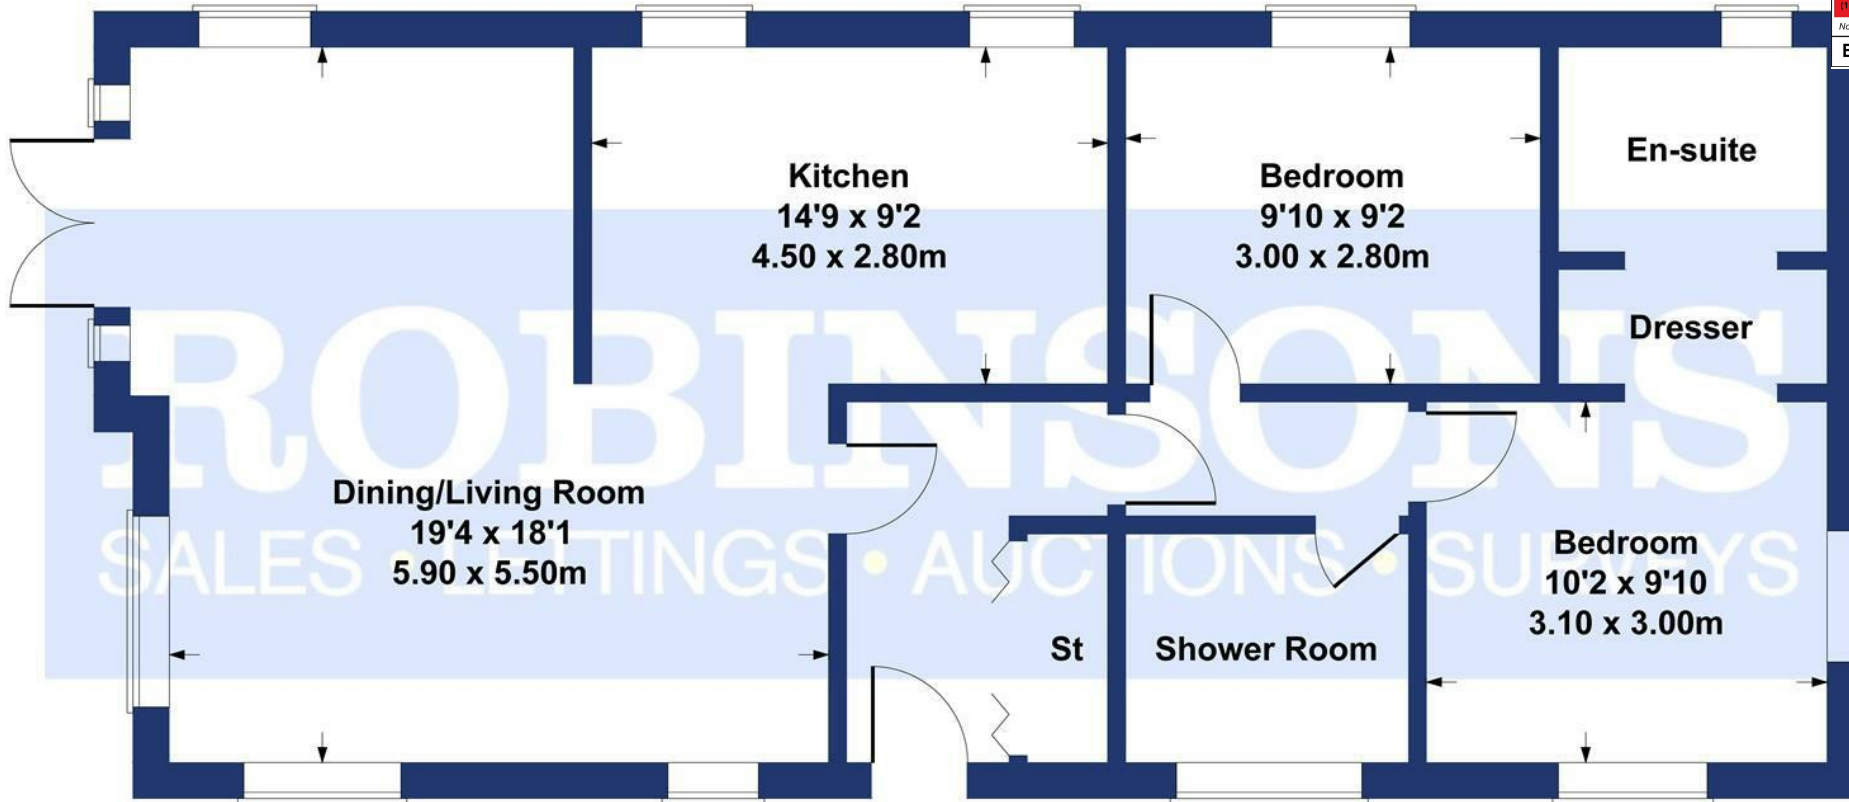 Kitchen
14'9 x 9'2
4.50 x 2.80m
Bedroom
9'10 x 9'2
3.00 x 2.80m
En-suite
Dresser
Dining/Living Room
19'4 x 18'1
5.90 x 5.50m
St
Shower Room
Bedroom
10'2 x 9'10
3.10 x 3.00m
ROBINSONS
SALES • LETTINGS • AUCTIONS • SURVEYS
(1
No
E